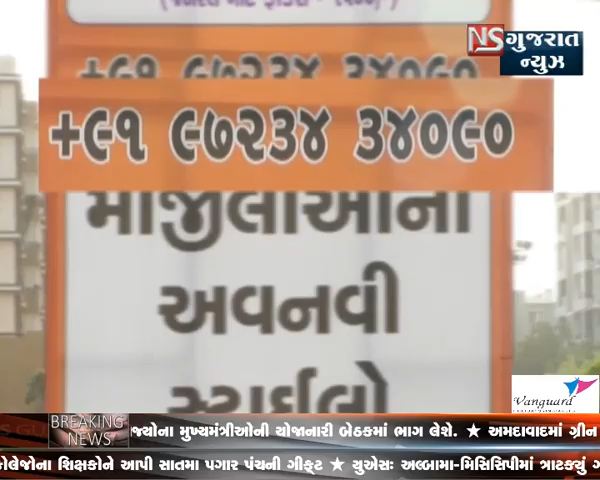 NS ગુજરાત
ન્યુઝ
+૯૧ ૯૭૨૩૪ ૩૪૦૯૦
+૯૧ ૯૭૨૩૪ ૩૪૦૯૦
મોજીલાઓની
અવનવી
સ્ટાઈલો
Vanguard
BREAKING
NEWS
જ્યોના મુખ્યમંત્રીઓની યોજાનારી બેઠકમાં ભાગ લેશે. ★ અમદાવાદમાં ગ્રીન
કોલેજોના શિક્ષકોને આપી સાતમા પગાર પંચની ગીફ્ટ ★ યુએસઃ અલ્બામા-મિસિસિપીમાં ત્રાટક્યું